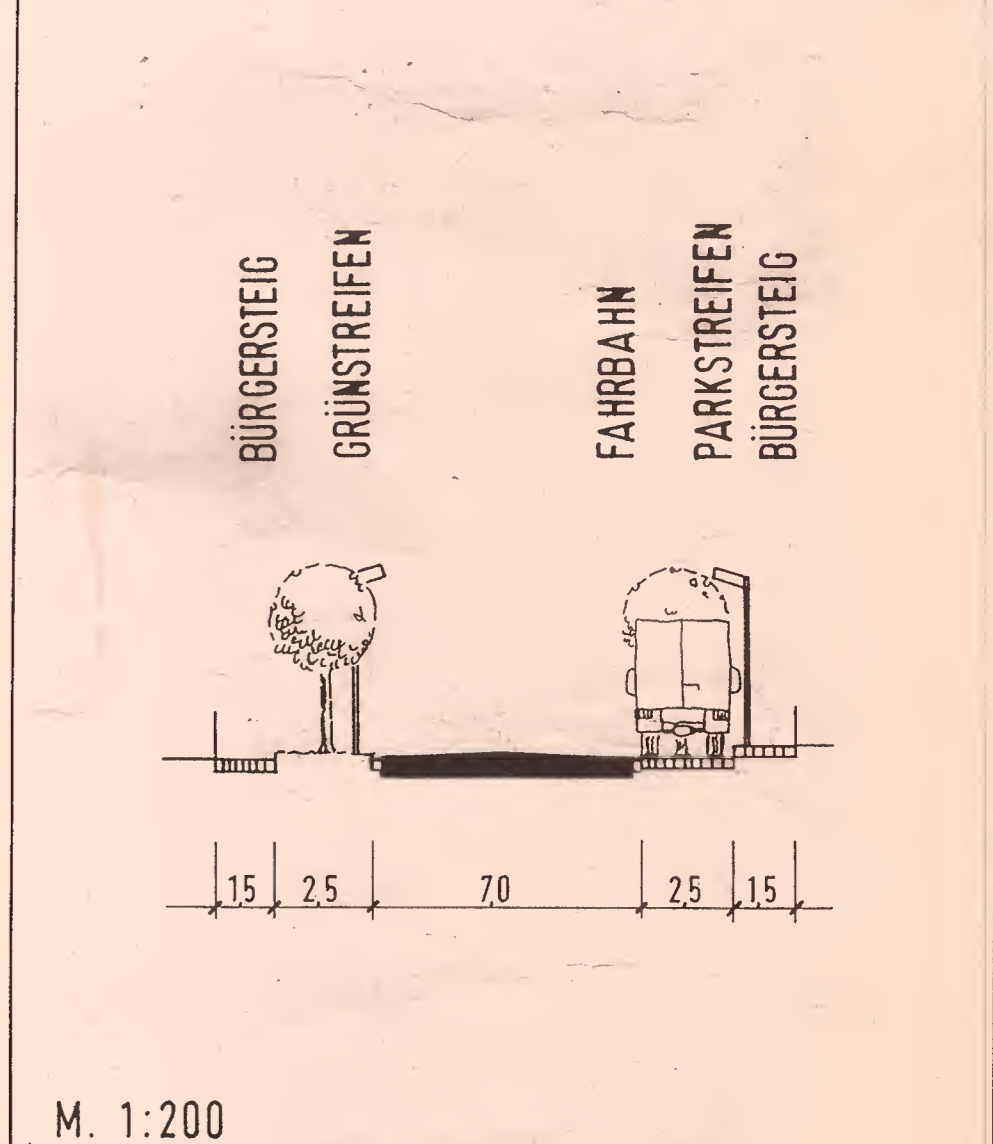 BÜRGERSTEIG
GRÜNSTREIFEN
FAHRBAHN
PARKSTREIFEN
BÜRGERSTEIG
1,5 2,5 7,0 2,5 1,5
M. 1:200